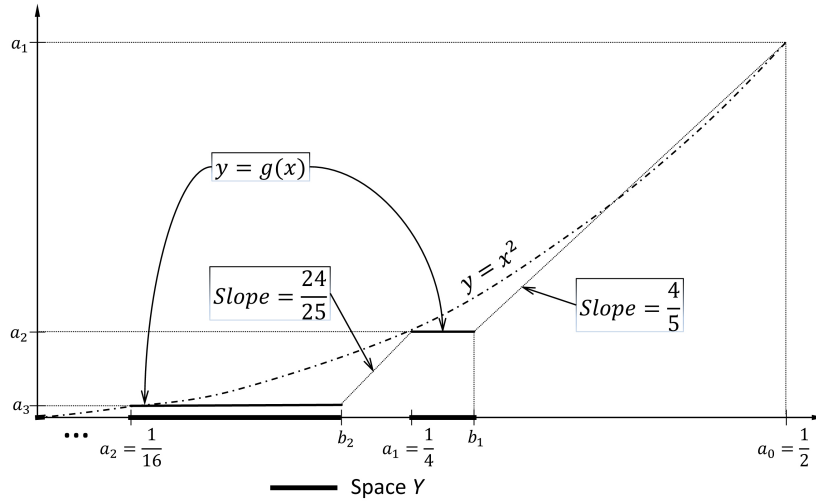 a₁
y = g(x)
y = x²
Slope = 24/25
Slope = 4/5
a₂
a₃
... a₂ = 1/16
b₂
a₁ = 1/4
b₁
a₀ = 1/2
Space Y